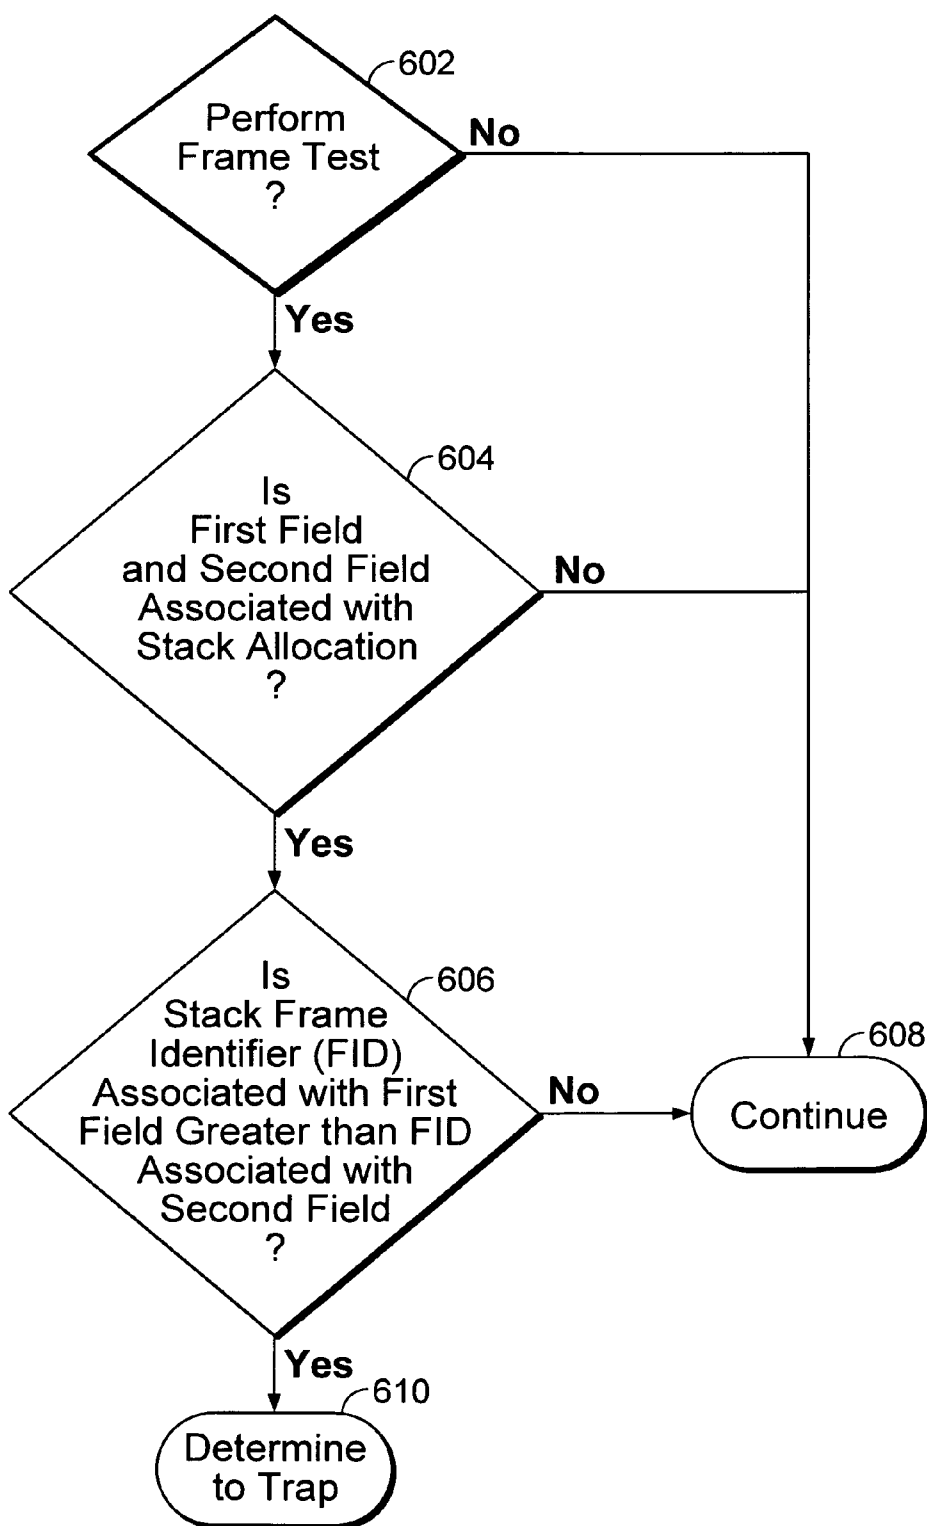 602
Perform
Frame Test
?
No
Yes
604
Is
First Field
and Second Field
Associated with
Stack Allocation
?
No
Yes
606
Is
Stack Frame
Identifier (FID)
Associated with First
Field Greater than FID
Associated with
Second Field
?
No
608
Continue
Yes
610
Determine
to Trap